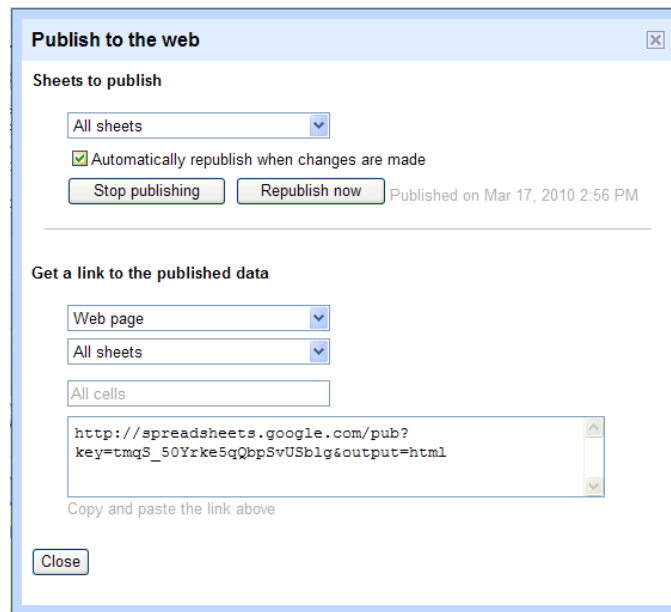 Publish to the web
Sheets to publish
All sheets
Automatically republish when changes are made
Stop publishing Republish now Published on Mar 17, 2010 2:56 PM
Get a link to the published data
Web page
All sheets
All cells
http://spreadsheets.google.com/pub?
key=tmqS_50Yrke5qQbpSvUSblg&output=html
Copy and paste the link above
Close